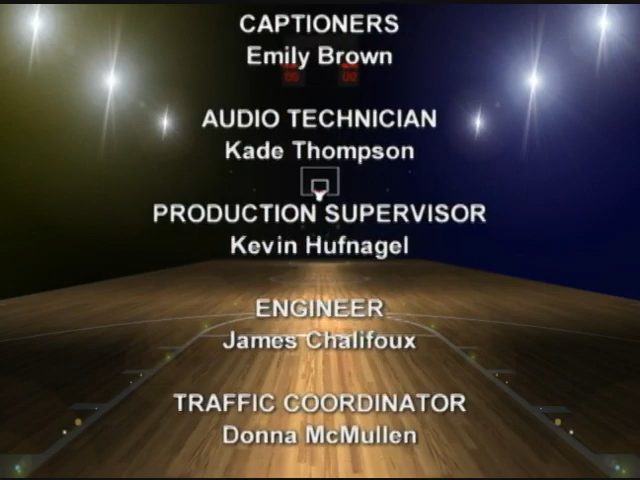 CAPTIONERS
Emily Brown
AUDIO TECHNICIAN
Kade Thompson
PRODUCTION SUPERVISOR
Kevin Hufnagel
ENGINEER
James Chalifoux
TRAFFIC COORDINATOR
Donna McMullen